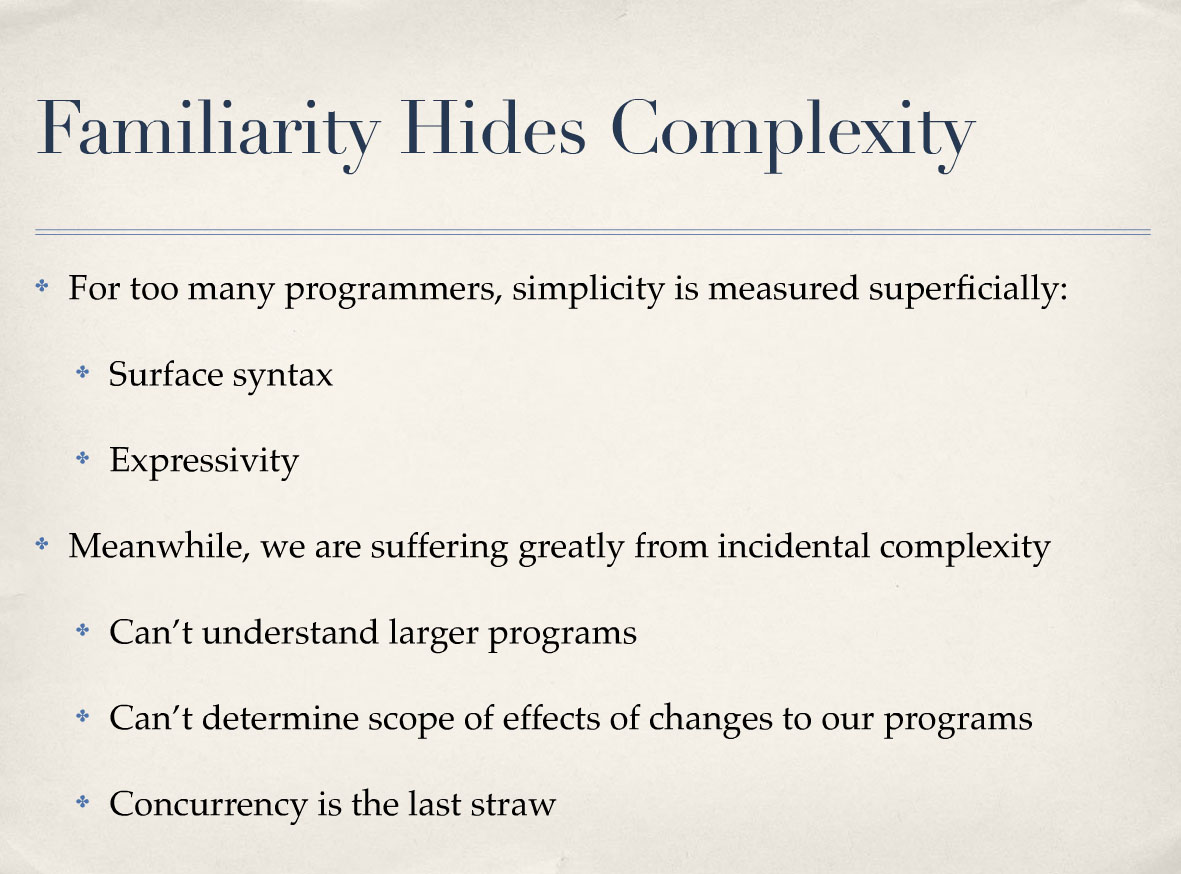 Familiarity Hides Complexity
For too many programmers, simplicity is measured superficially:
Surface syntax
Expressivity
Meanwhile, we are suffering greatly from incidental complexity
Can’t understand larger programs
Can’t determine scope of effects of changes to our programs
Concurrency is the last straw